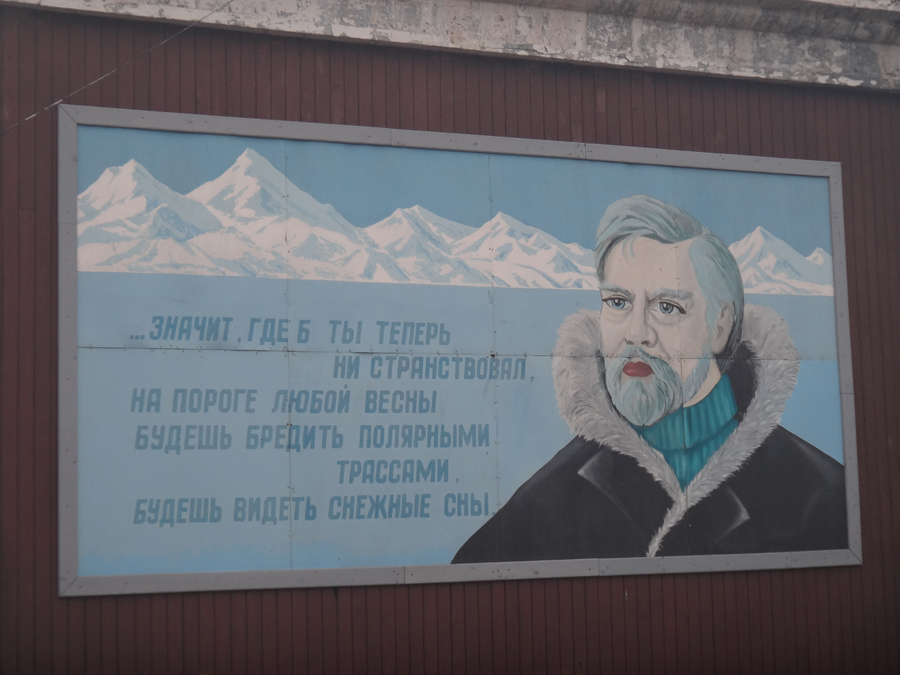 ...ЗНАЧИТ, ГДЕ Б ТЫ ТЕПЕРЬ
НИ СТРАНСТВОВАЛ,
НА ПОРОГЕ ЛЮБОЙ ВЕСНЫ
БУДЕШЬ БРЕДИТЬ ПОЛЯРНЫМИ
ТРАССАМИ,
БУДЕШЬ ВИДЕТЬ СНЕЖНЫЕ СНЫ.